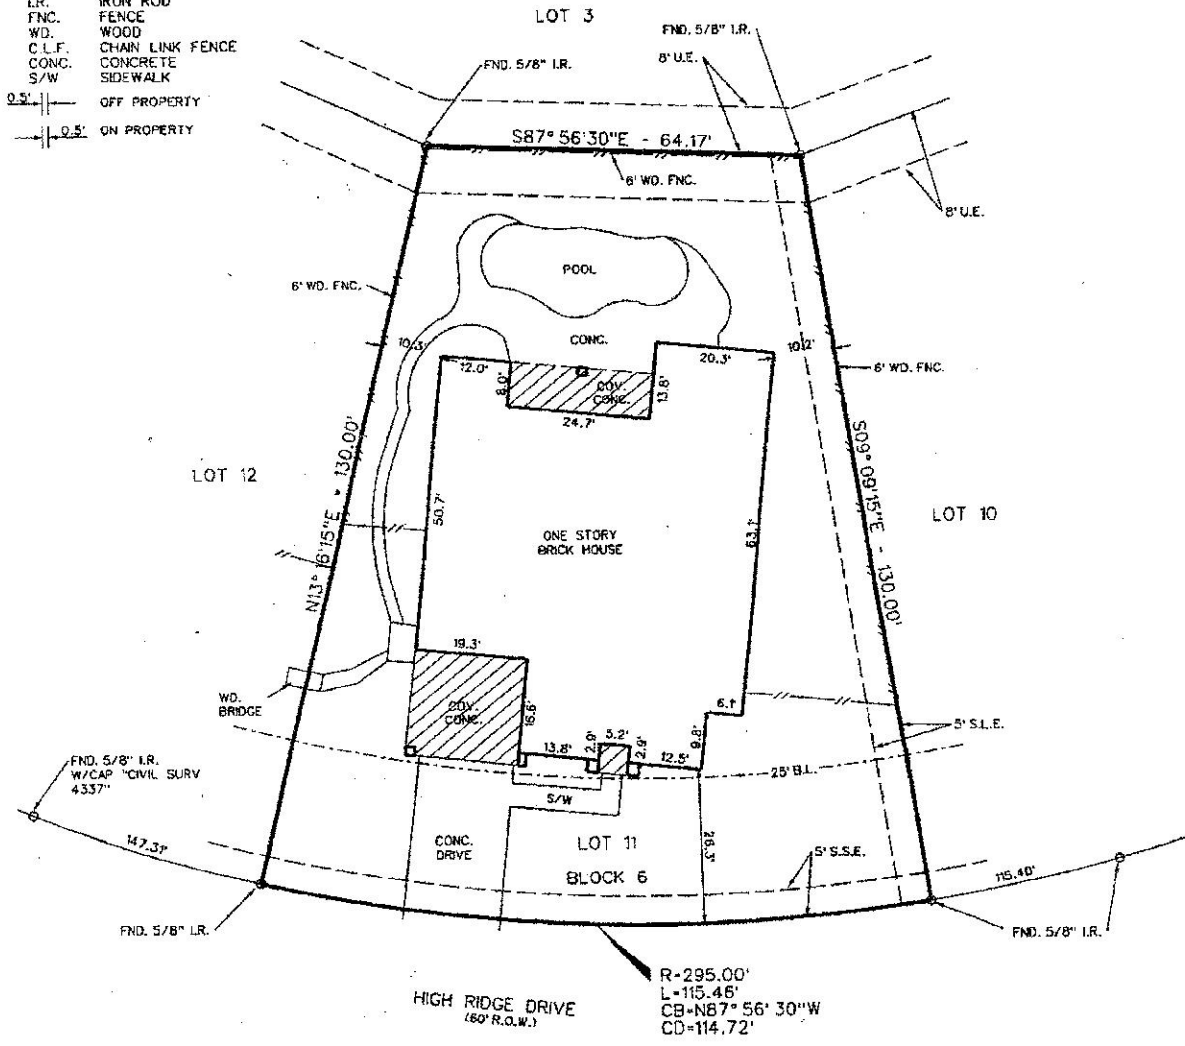 I.R. IRON ROD
FNC. FENCE
WD. WOOD
C.L.F. CHAIN LINK FENCE
CONC. CONCRETE
S/W SIDEWALK
0.5' OFF PROPERTY
0.5' ON PROPERTY
LOT 3
FND. 5/8" I.R.
FND. 5/8" I.R.
8' U.E.
S87° 56'30"E - 64.17'
6' WD. FNC.
8' U.E.
POOL
6' WD. FNC.
CONC.
10.3'
12.0'
8.0'
COV.
CONC.
13.8'
20.3'
10.2'
6' WD. FNC.
24.7'
LOT 12
N13° 16'15"E - 130.00'
50.7'
ONE STORY
BRICK HOUSE
63.1'
S09° 09'15"E - 130.00'
LOT 10
19.3'
WD.
BRIDGE
COV.
CONC.
16.6'
13.8'
2.9'
5.2'
2.9'
12.5'
9.8'
6.1'
5' S.L.E.
25' B.L.
FND. 5/8" I.R.
W/CAP "CIVIL SURV
4337"
S/W
147.31'
CONC.
DRIVE
LOT 11
BLOCK 6
26.3'
5' S.S.E.
115.40'
FND. 5/8" I.R.
FND. 5/8" I.R.
HIGH RIDGE DRIVE
(60' R.O.W.)
R=295.00'
L=115.46'
CB=N87° 56' 30"W
CD=114.72'